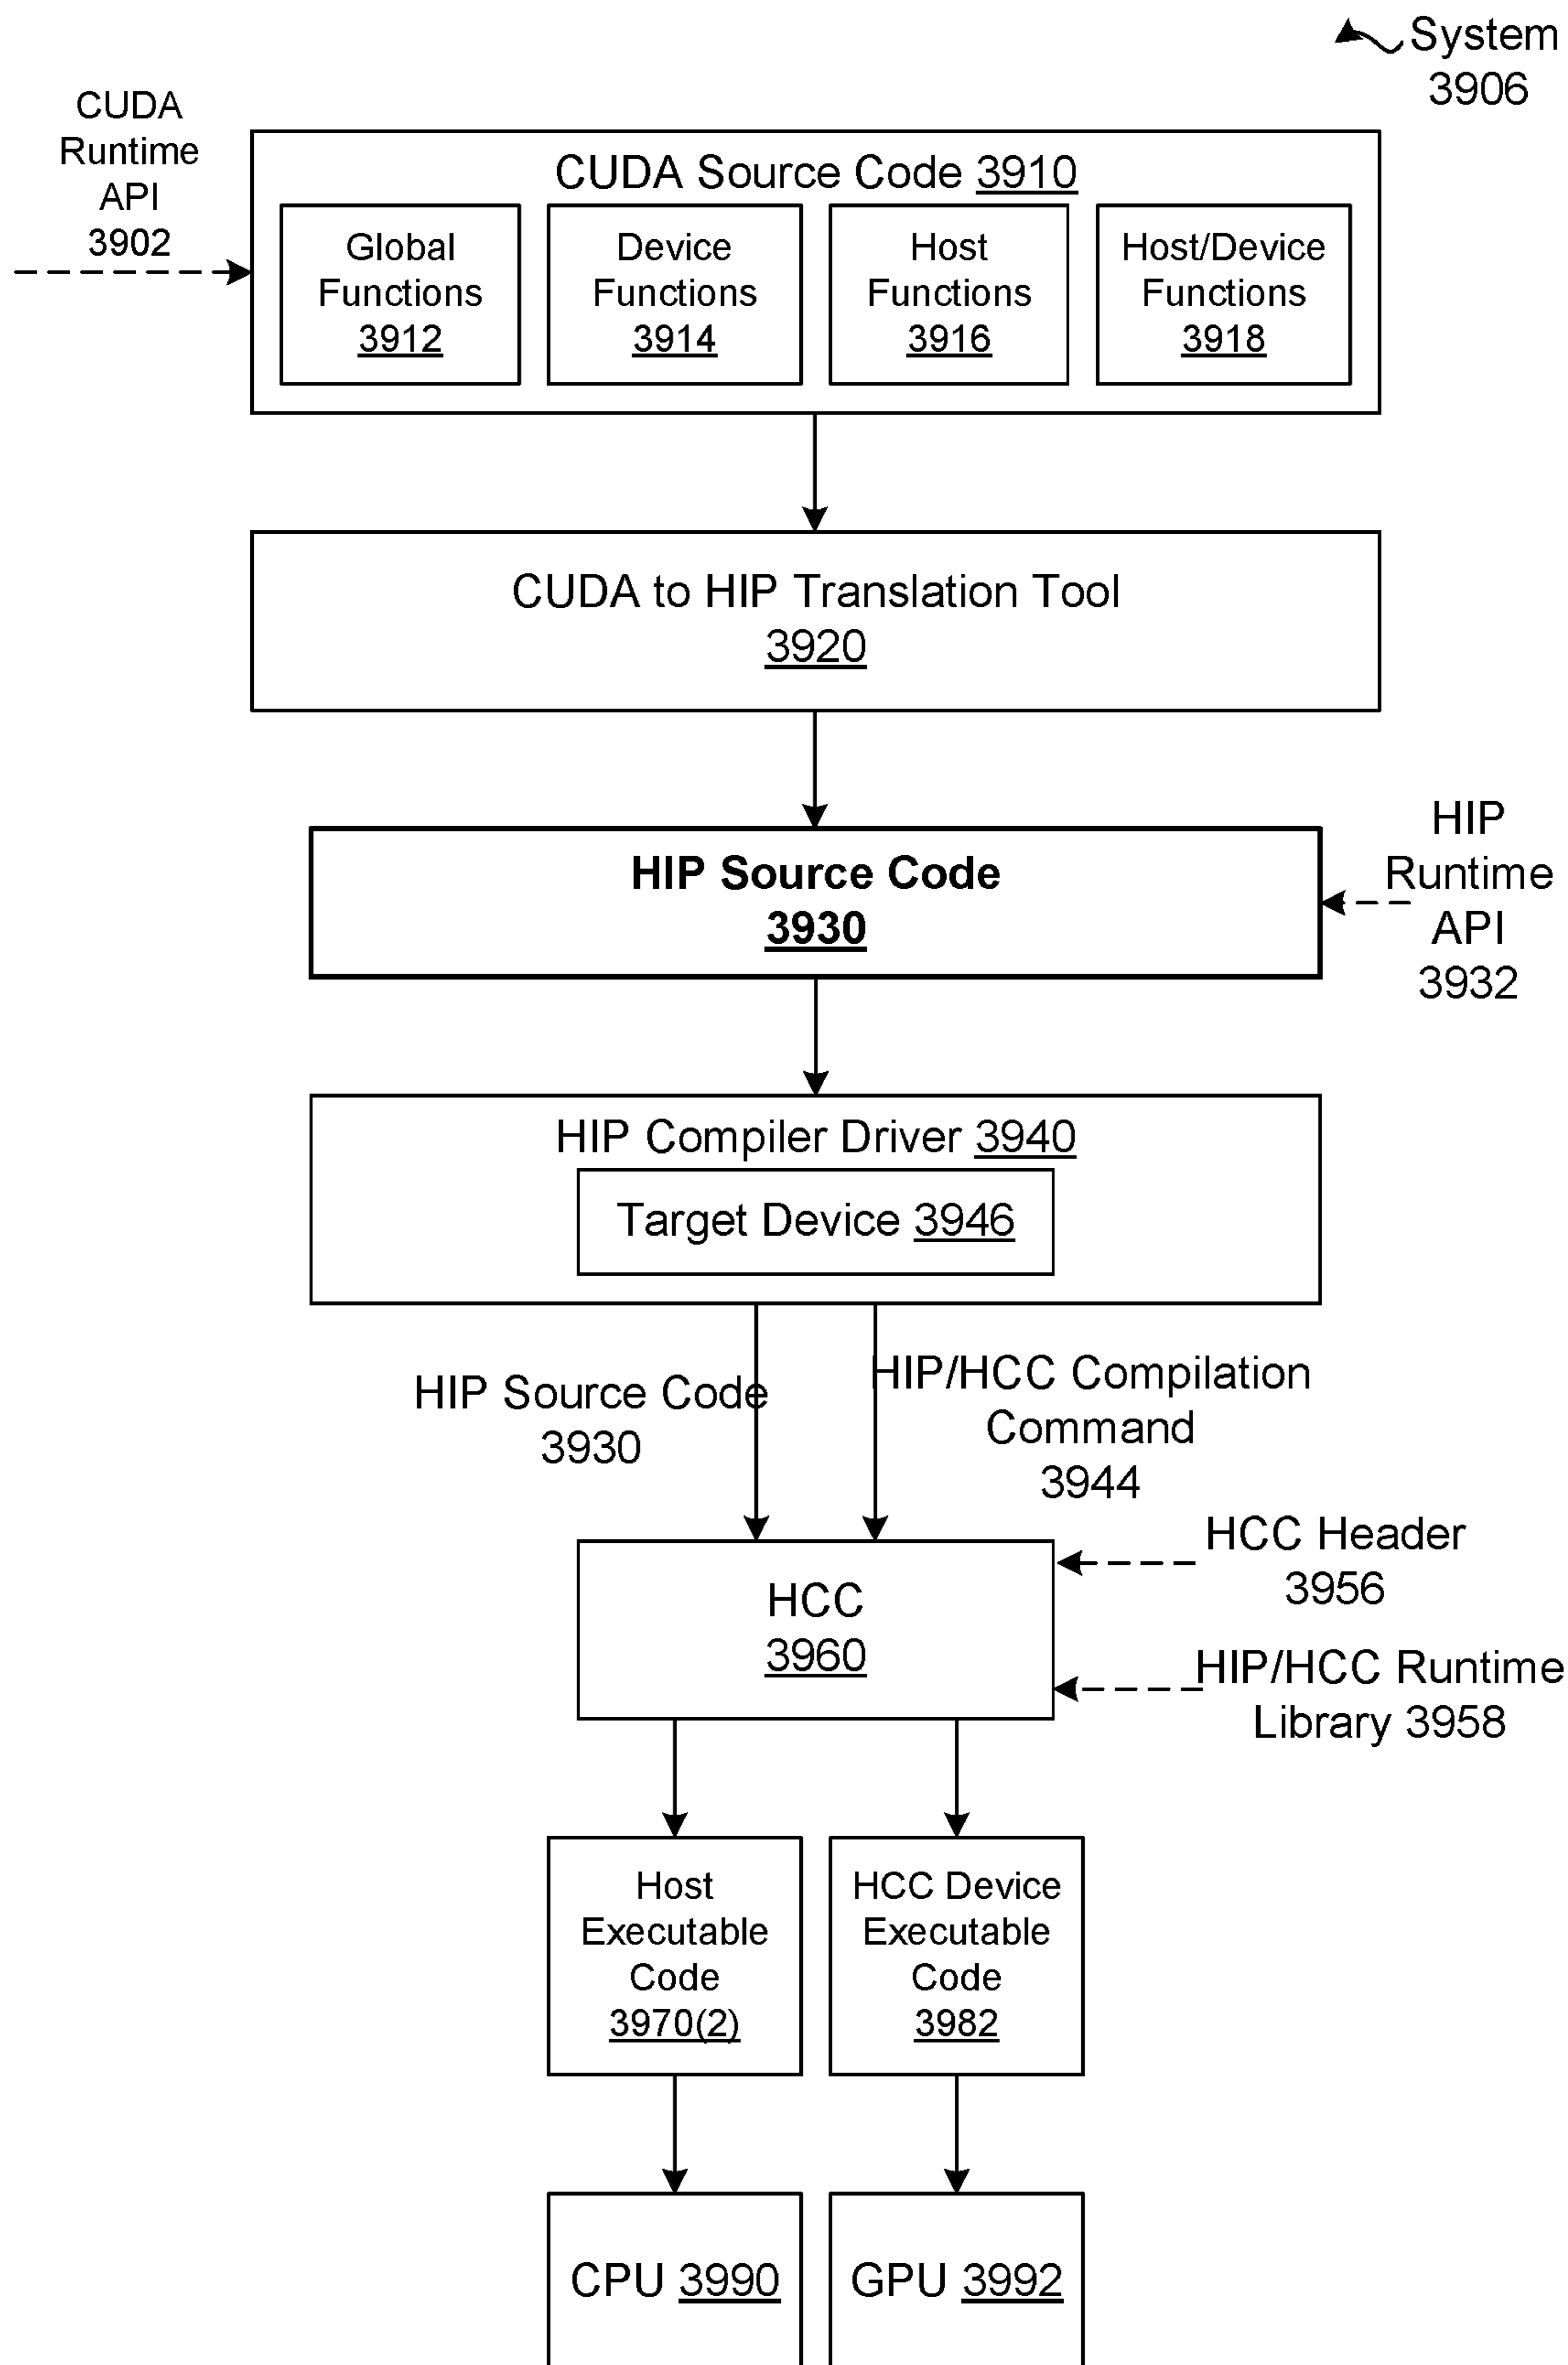 System
3906
CUDA
Runtime
API
3902
CUDA Source Code 3910
Global
Functions
3912
Device
Functions
3914
Host
Functions
3916
Host/Device
Functions
3918
CUDA to HIP Translation Tool
3920
HIP Source Code
3930
HIP
Runtime
API
3932
HIP Compiler Driver 3940
Target Device 3946
HIP Source Code
3930
HIP/HCC Compilation
Command
3944
HCC
3960
HCC Header
3956
HIP/HCC Runtime
Library 3958
Host
Executable
Code
3970(2)
HCC Device
Executable
Code
3982
CPU 3990
GPU 3992